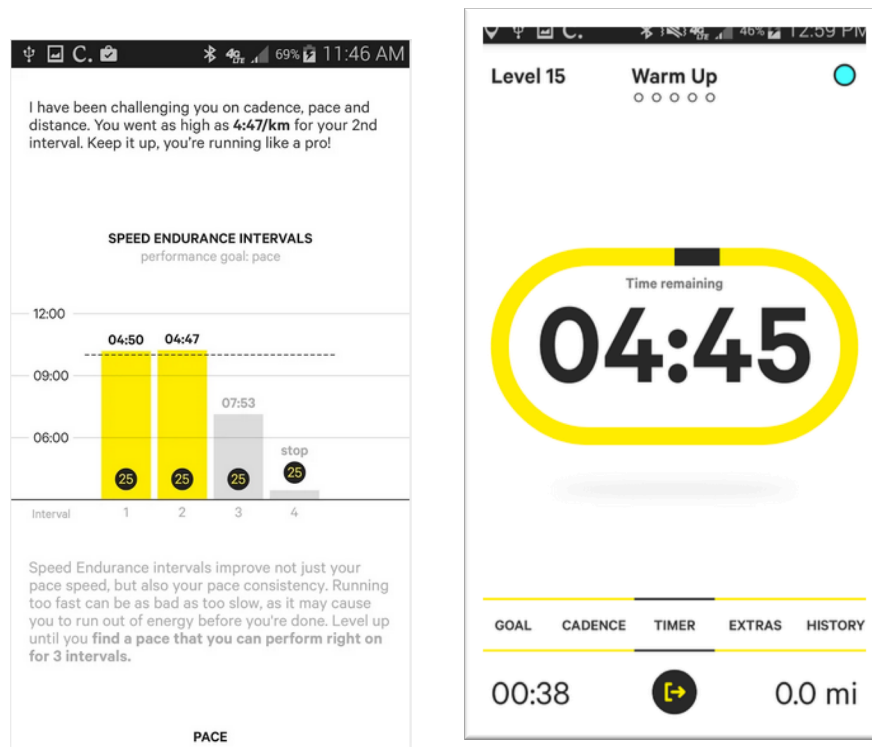 C. 4G LTE 69% 11:46 AM
I have been challenging you on cadence, pace and
distance. You went as high as 4:47/km for your 2nd
interval. Keep it up, you're running like a pro!
SPEED ENDURANCE INTERVALS
performance goal: pace
12:00
04:50 04:47
09:00
07:53
06:00
stop
25 25 25 25
Interval 1 2 3 4
Speed Endurance intervals improve not just your
pace speed, but also your pace consistency. Running
too fast can be as bad as too slow, as it may cause
you to run out of energy before you're done. Level up
until you find a pace that you can perform right on
for 3 intervals.
PACE
C. 4G LTE 46% 12:59 PM
Level 15 Warm Up
Time remaining
04:45
GOAL CADENCE TIMER EXTRAS HISTORY
00:38 0.0 mi